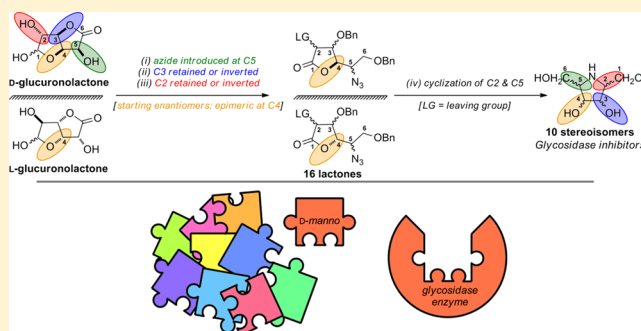 HO
O
6
2
3
1
4
5
O
O
HO
OH
D-glucuronolactone
O
O
HO
O
OH
HO
L-glucuronolactone
(i) azide introduced at C5
(ii) C3 retained or inverted
(iii) C2 retained or inverted
[starting enantiomers; epimeric at C4]
LG
OBn
2
3
6
O
1
O
4
5
OBn
N3
LG
OBn
2
3
6
O
1
O
4
5
OBn
N3
16 lactones
(iv) cyclization of C2 & C5
[LG = leaving group]
6
H
1
HOH2C
N
CH2OH
5
2
4
3
HO
OH
10 stereoisomers
Glycosidase inhibitors
D-manno
glycosidase
enzyme